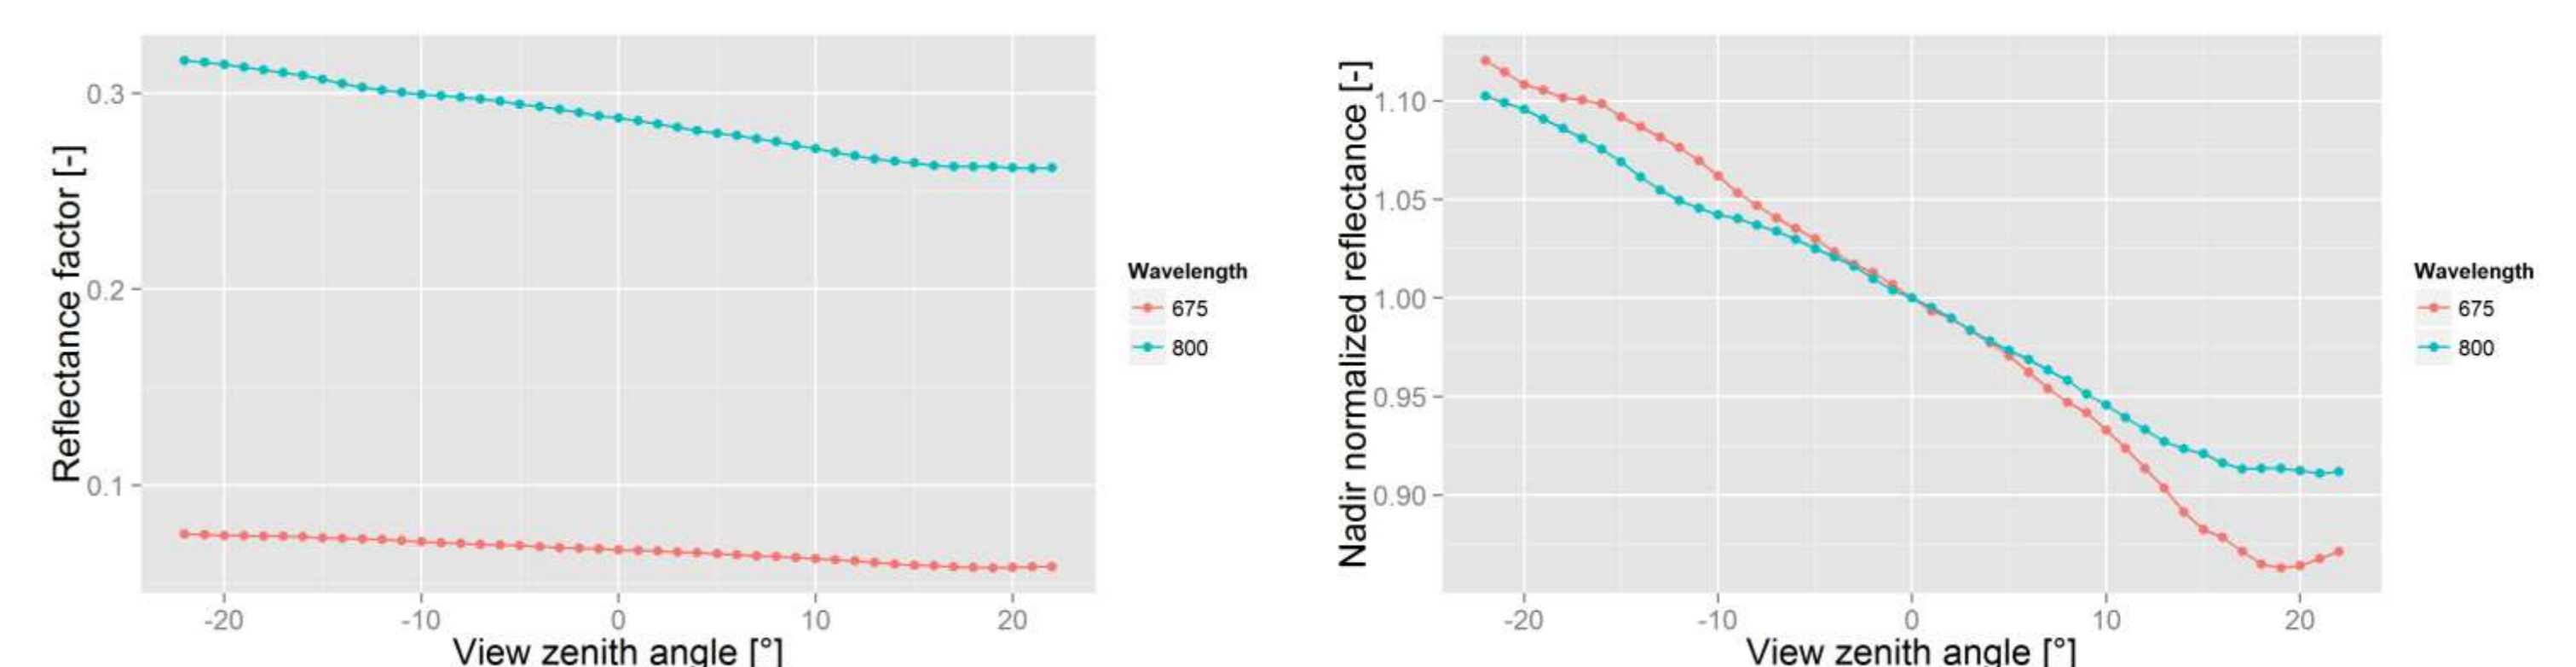 Reflectance factor [-]
0.3
0.2
0.1
-20 -10 0 10 20
View zenith angle [°]
Wavelength
675
800
Nadir normalized reflectance [-]
1.10
1.05
1.00
0.95
0.90
-20 -10 0 10 20
View zenith angle [°]
Wavelength
675
800